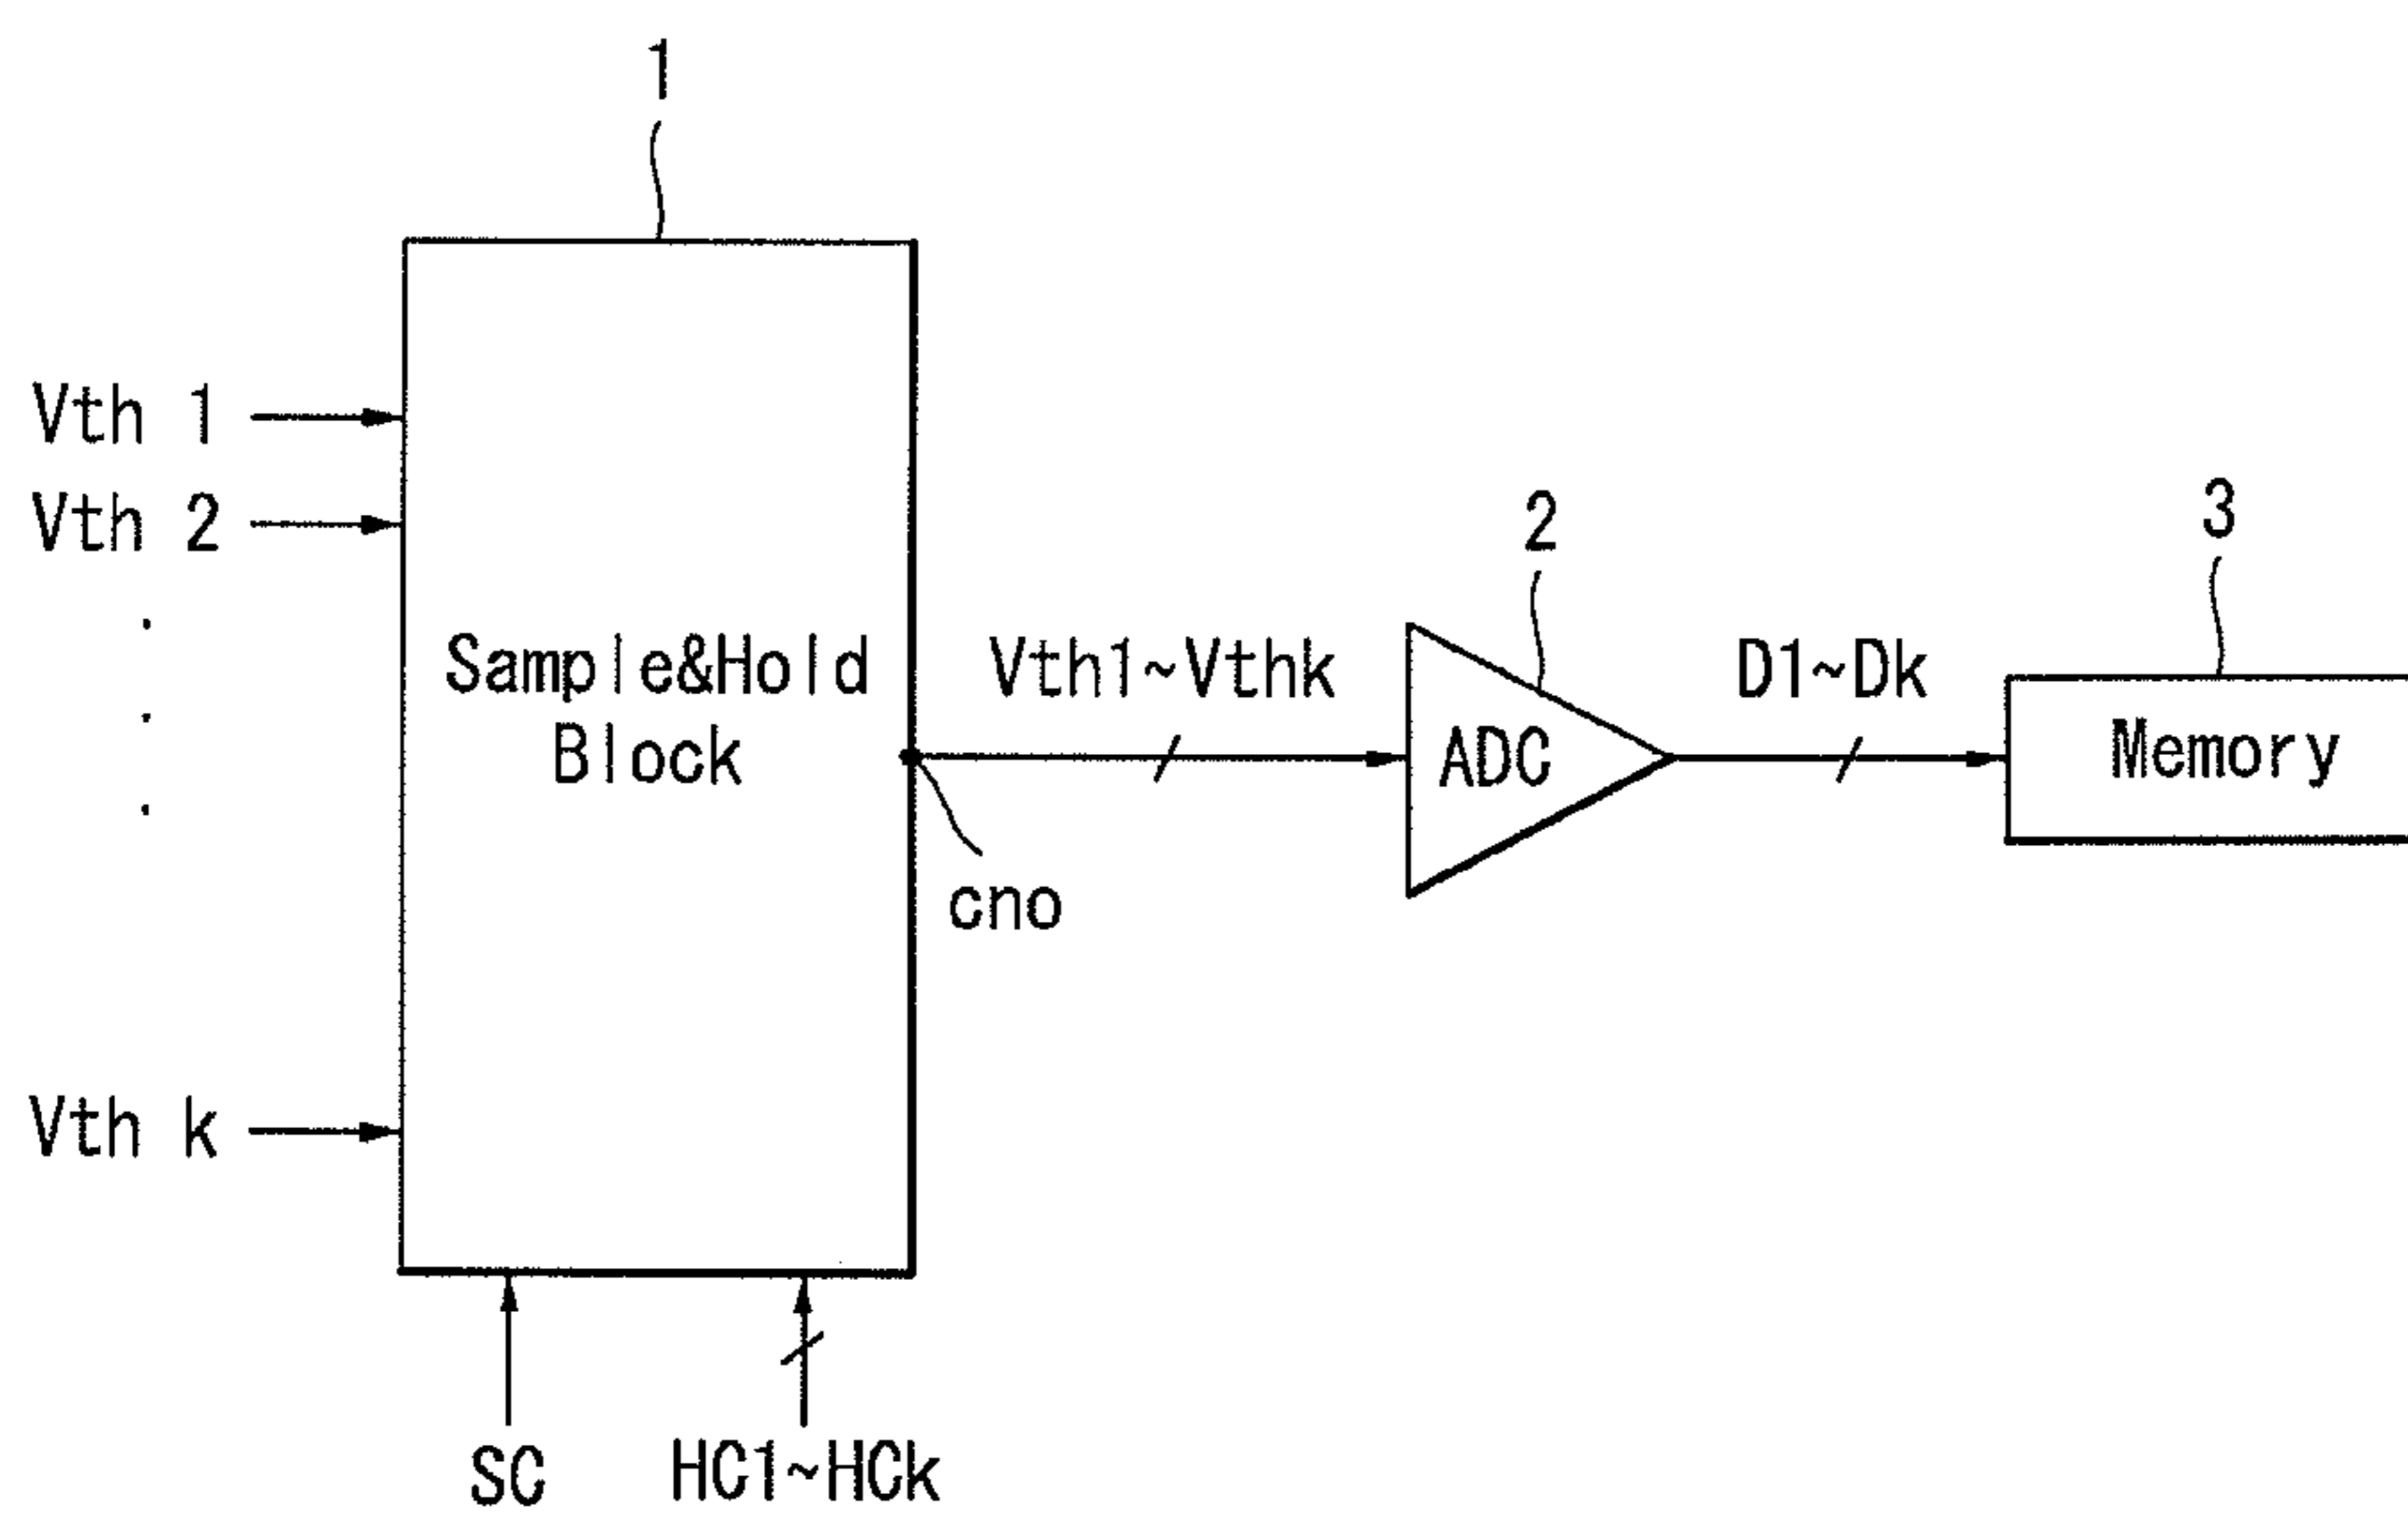 1
Vth 1
Vth 2
2
3
Sample&Hold
Block
Vth1~Vthk
D1~Dk
ADC
Memory
cno
Vth k
SC
HC1~HCk